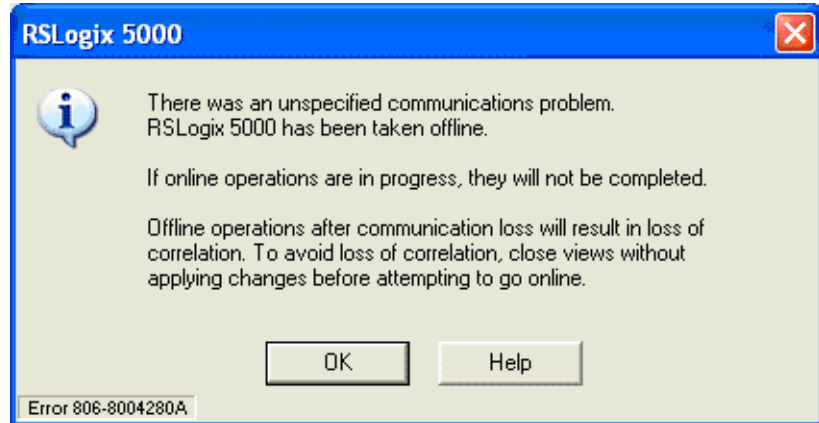 RSLogix 5000
There was an unspecified communications problem.
RSLogix 5000 has been taken offline.
If online operations are in progress, they will not be completed.
Offline operations after communication loss will result in loss of
correlation. To avoid loss of correlation, close views without
applying changes before attempting to go online.
OK
Help
Error 806-8004280A